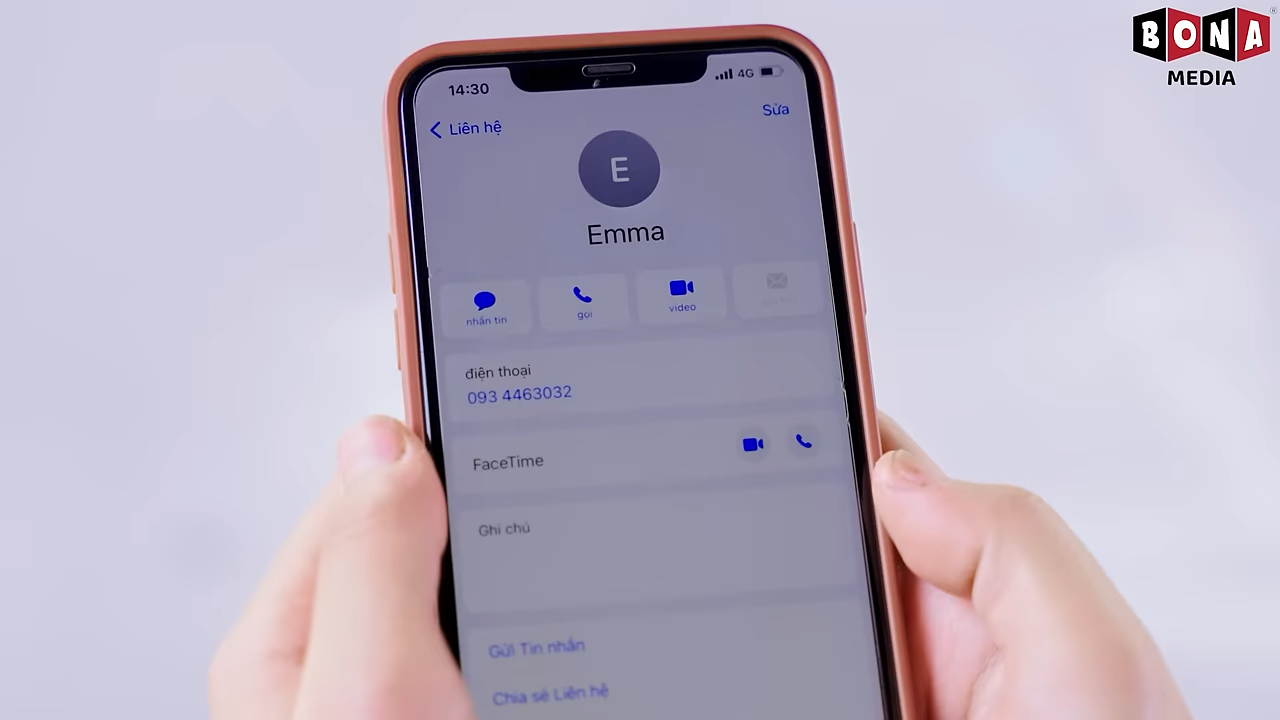 BONA
MEDIA
14:30
4G
Liên hệ
Sửa
E
Emma
nhắn tin
gọi
video
điện thoại
093 4463032
FaceTime
Ghi chú
Gửi Tin nhắn
Chia sẻ Liên hệ